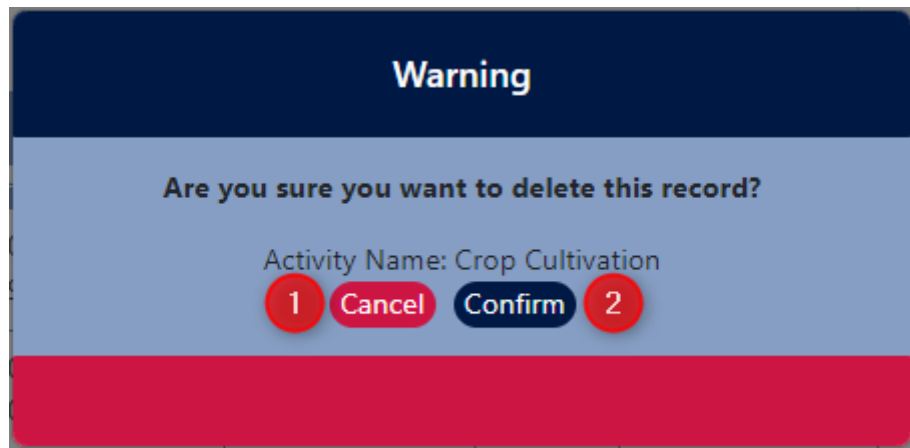 Warning
Are you sure you want to delete this record?
Activity Name: Crop Cultivation
1 Cancel Confirm 2